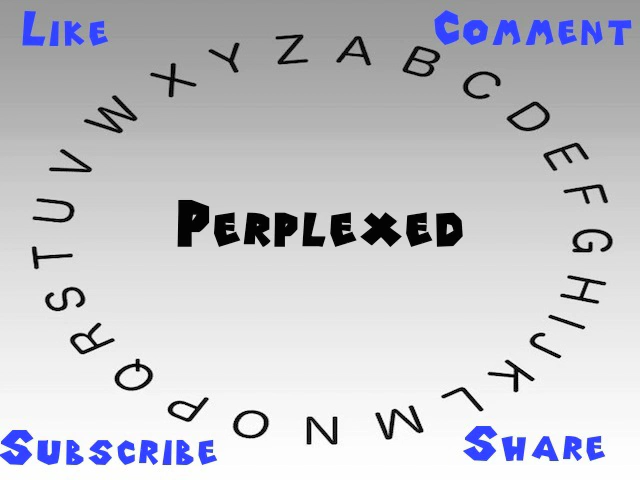 Like
Comment
A B C D E F G H I J K L M N O P Q R S T U V W X Y Z
Perplexed
Subscribe
Share